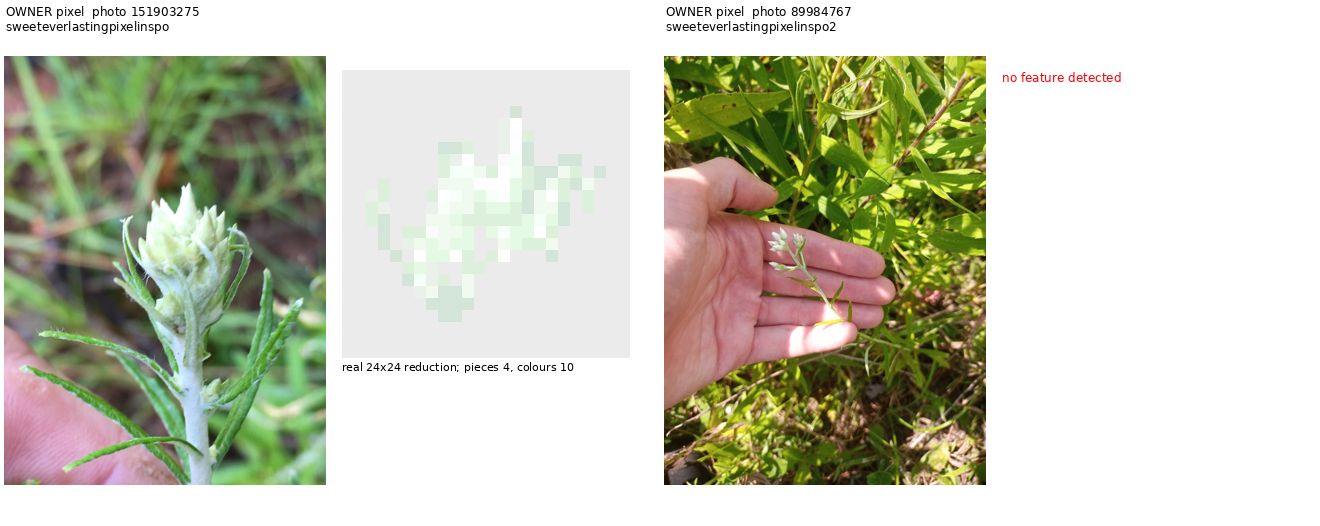 OWNER pixel  photo 151903275
sweeteverlastingpixelinspo
OWNER pixel  photo 89984767
sweeteverlastingpixelinspo2
no feature detected
real 24x24 reduction; pieces 4, colours 10